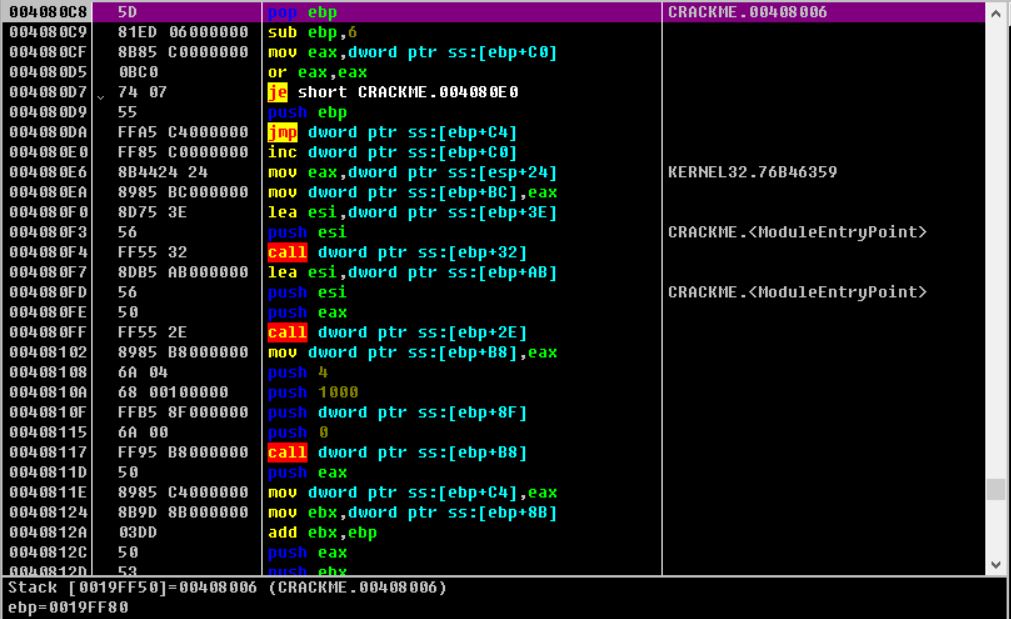 004080C8 5D pop ebp CRACKME.00408006
004080C9 81ED 06000000 sub ebp,6
004080CF 8B85 C0000000 mov eax,dword ptr ss:[ebp+C0]
004080D5 0BC0 or eax,eax
004080D7 74 07 je short CRACKME.004080E0
004080D9 55 push ebp
004080DA FFA5 C4000000 jmp dword ptr ss:[ebp+C4]
004080E0 FF85 C0000000 inc dword ptr ss:[ebp+C0]
004080E6 8B4424 24 mov eax,dword ptr ss:[esp+24] KERNEL32.76B46359
004080EA 8985 BC000000 mov dword ptr ss:[ebp+BC],eax
004080F0 8D75 3E lea esi,dword ptr ss:[ebp+3E]
004080F3 56 push esi CRACKME.<ModuleEntryPoint>
004080F4 FF55 32 call dword ptr ss:[ebp+32]
004080F7 8DB5 AB000000 lea esi,dword ptr ss:[ebp+AB]
004080FD 56 push esi CRACKME.<ModuleEntryPoint>
004080FE 50 push eax
004080FF FF55 2E call dword ptr ss:[ebp+2E]
00408102 8985 B8000000 mov dword ptr ss:[ebp+B8],eax
00408108 6A 04 push 4
0040810A 68 00100000 push 1000
0040810F FFB5 8F000000 push dword ptr ss:[ebp+8F]
00408115 6A 00 push 0
00408117 FF95 B8000000 call dword ptr ss:[ebp+B8]
0040811D 50 push eax
0040811E 8985 C4000000 mov dword ptr ss:[ebp+C4],eax
00408124 8B9D 8B000000 mov ebx,dword ptr ss:[ebp+8B]
0040812A 03DD add ebx,ebp
0040812C 50 push eax
0040812D 53 push ebx
Stack [0019FF50]=00408006 (CRACKME.00408006)
ebp=0019FF80